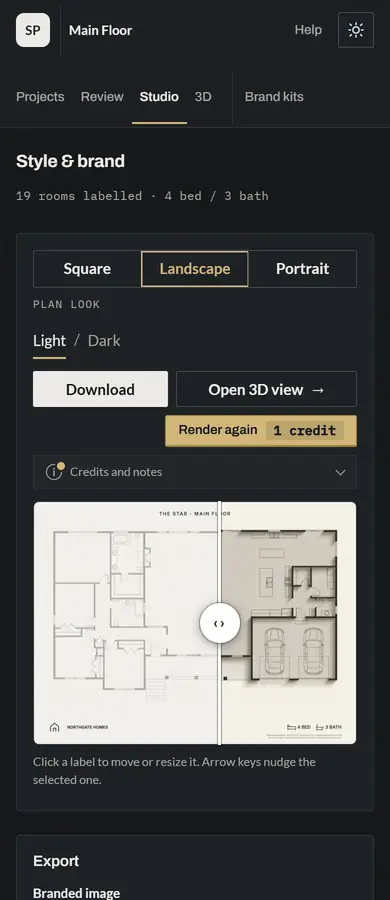 SP Main Floor Help
Projects Review Studio 3D Brand kits
Style & brand
19 rooms labelled · 4 bed / 3 bath
Square Landscape Portrait
PLAN LOOK
Light / Dark
Download Open 3D view →
Render again 1 credit
Credits and notes
THE STAR - MAIN FLOOR
NORTHGATE HOMES 4 BED 3 BATH
Click a label to move or resize it. Arrow keys nudge the
selected one.
Export
Branded image